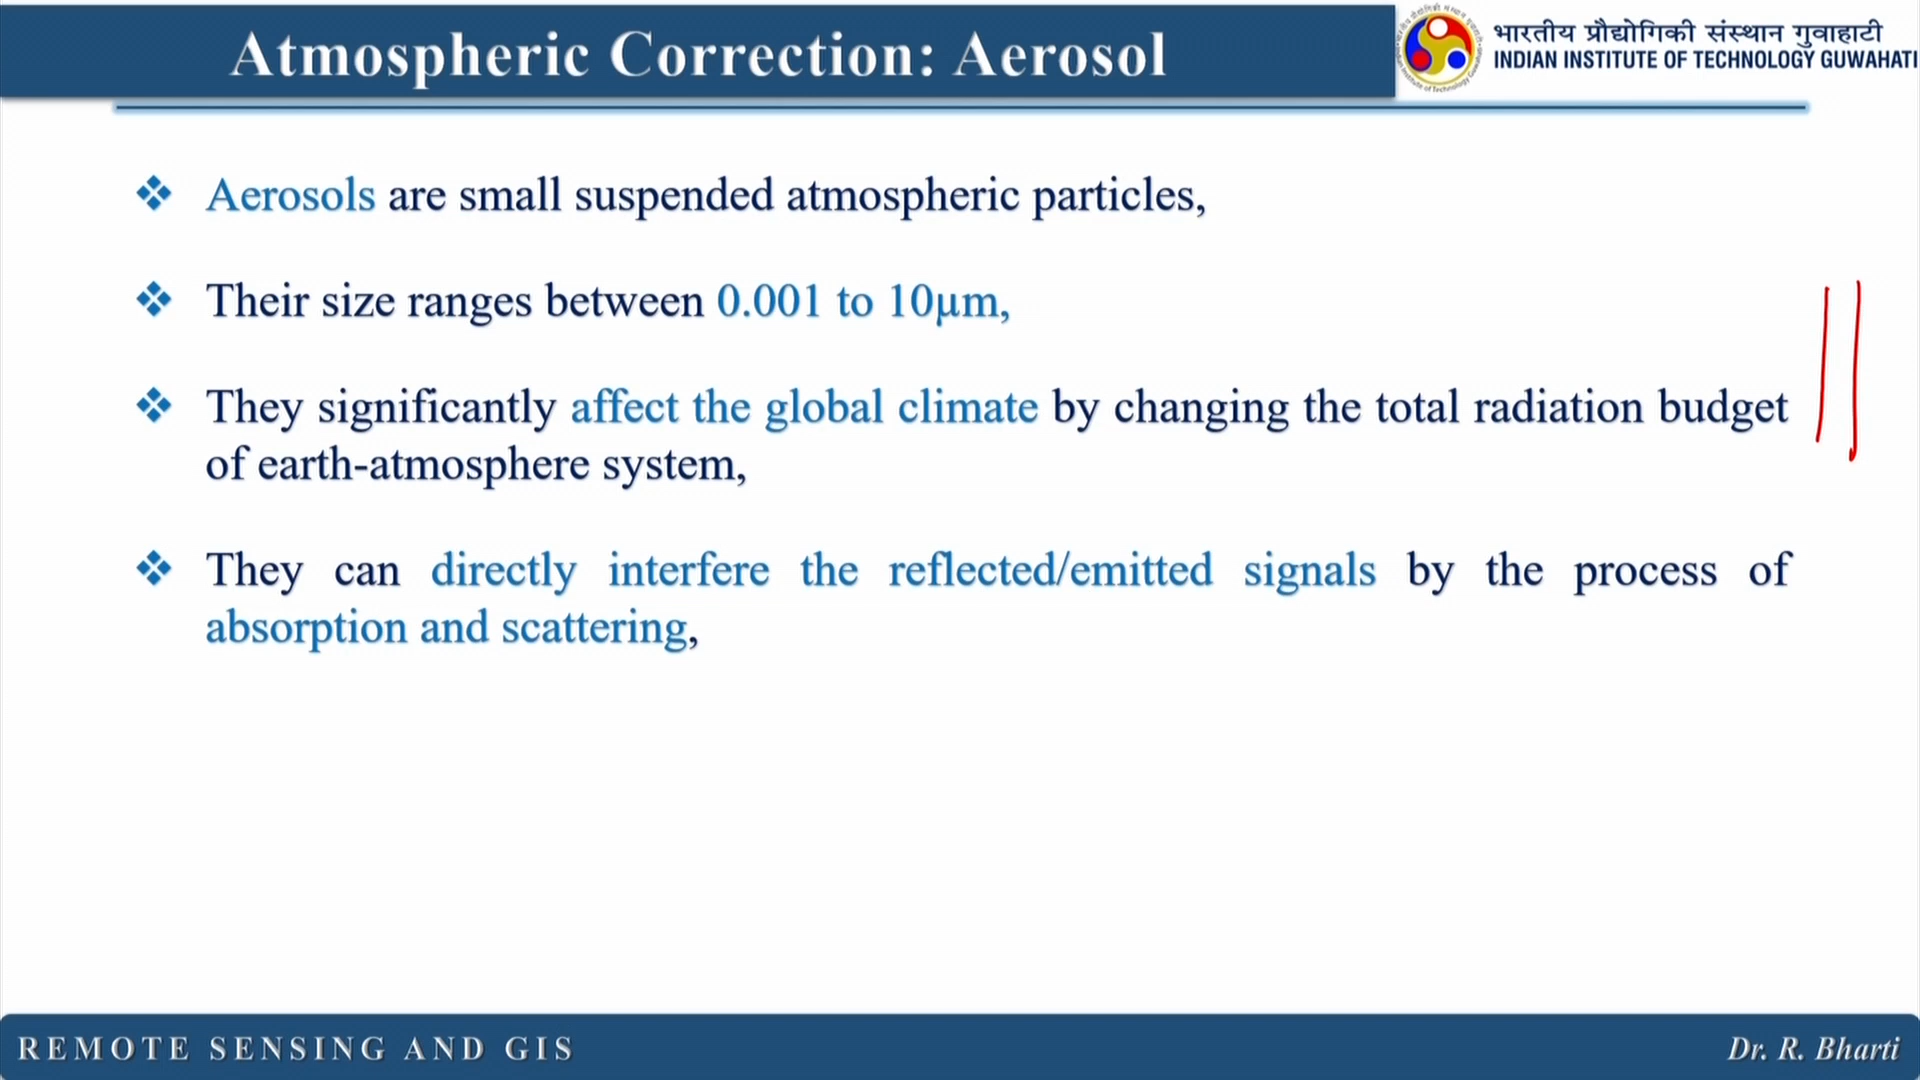 Atmospheric Correction: Aerosol
भारतीय प्रौद्योगिकी संस्थान गुवाहाटी
INDIAN INSTITUTE OF TECHNOLOGY GUWAHATI
Aerosols are small suspended atmospheric particles,
Their size ranges between 0.001 to 10µm,
They significantly affect the global climate by changing the total radiation budget
of earth-atmosphere system,
They can directly interfere the reflected/emitted signals by the process of
absorption and scattering,
REMOTE SENSING AND GIS
Dr. R. Bharti